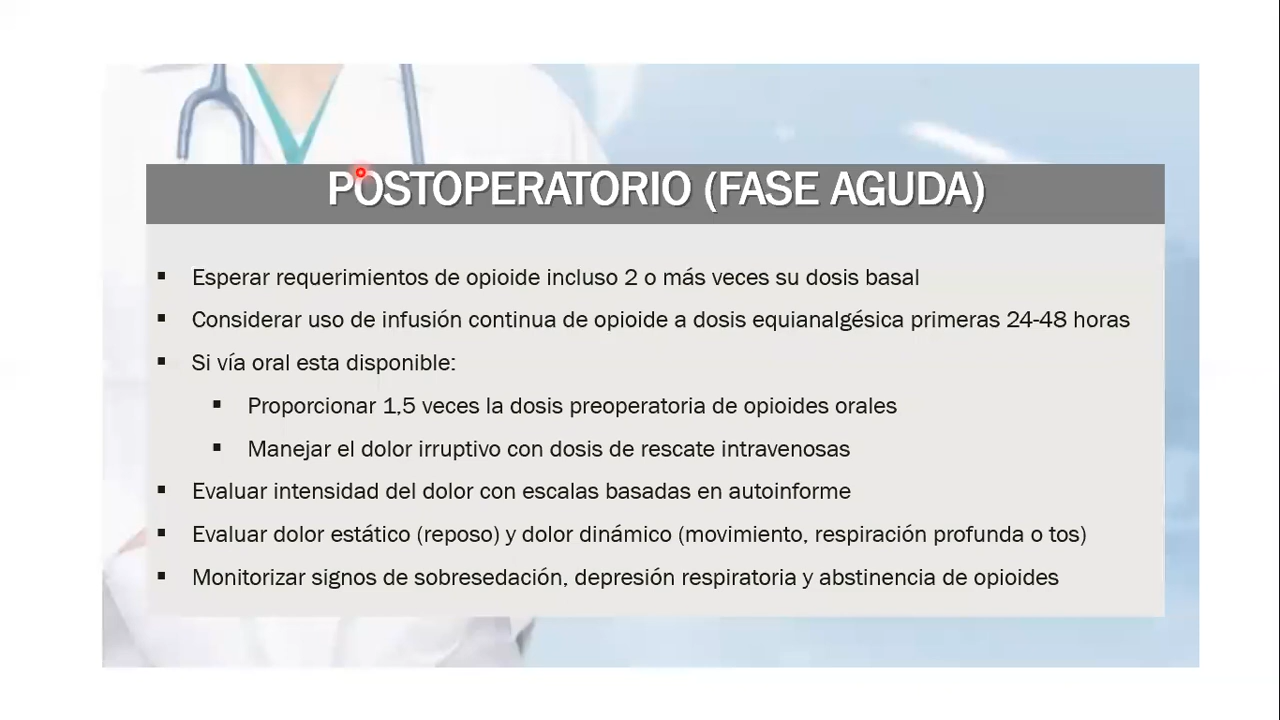 POSTOPERATORIO (FASE AGUDA)
▪ Esperar requerimientos de opioide incluso 2 o más veces su dosis basal
▪ Considerar uso de infusión continua de opioide a dosis equianalgésica primeras 24-48 horas
▪ Si vía oral esta disponible:
▪ Proporcionar 1,5 veces la dosis preoperatoria de opioides orales
▪ Manejar el dolor irruptivo con dosis de rescate intravenosas
▪ Evaluar intensidad del dolor con escalas basadas en autoinforme
▪ Evaluar dolor estático (reposo) y dolor dinámico (movimiento, respiración profunda o tos)
▪ Monitorizar signos de sobresedación, depresión respiratoria y abstinencia de opioides